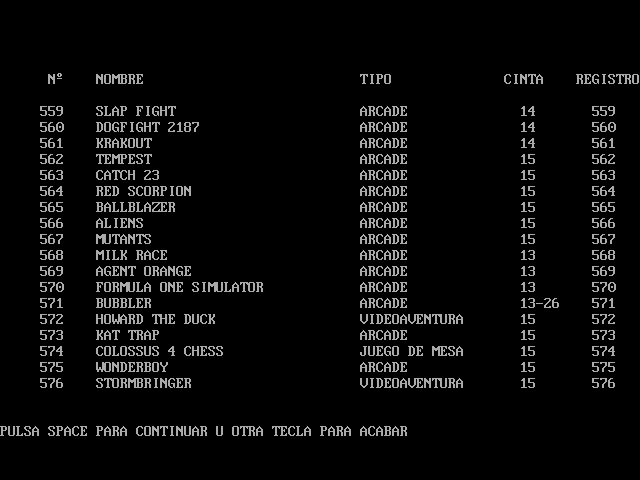 Nº NOMBRE TIPO CINTA REGISTRO
559 SLAP FIGHT ARCADE 14 559
560 DOGFIGHT 2187 ARCADE 14 560
561 KRAKOUT ARCADE 14 561
562 TEMPEST ARCADE 15 562
563 CATCH 23 ARCADE 15 563
564 RED SCORPION ARCADE 15 564
565 BALLBLAZER ARCADE 15 565
566 ALIENS ARCADE 15 566
567 MUTANTS ARCADE 15 567
568 MILK RACE ARCADE 13 568
569 AGENT ORANGE ARCADE 13 569
570 FORMULA ONE SIMULATOR ARCADE 13 570
571 BUBBLER ARCADE 13-26 571
572 HOWARD THE DUCK VIDEOAVENTURA 15 572
573 KAT TRAP ARCADE 15 573
574 COLOSSUS 4 CHESS JUEGO DE MESA 15 574
575 WONDERBOY ARCADE 15 575
576 STORMBRINGER VIDEOAVENTURA 15 576
PULSA SPACE PARA CONTINUAR U OTRA TECLA PARA ACABAR